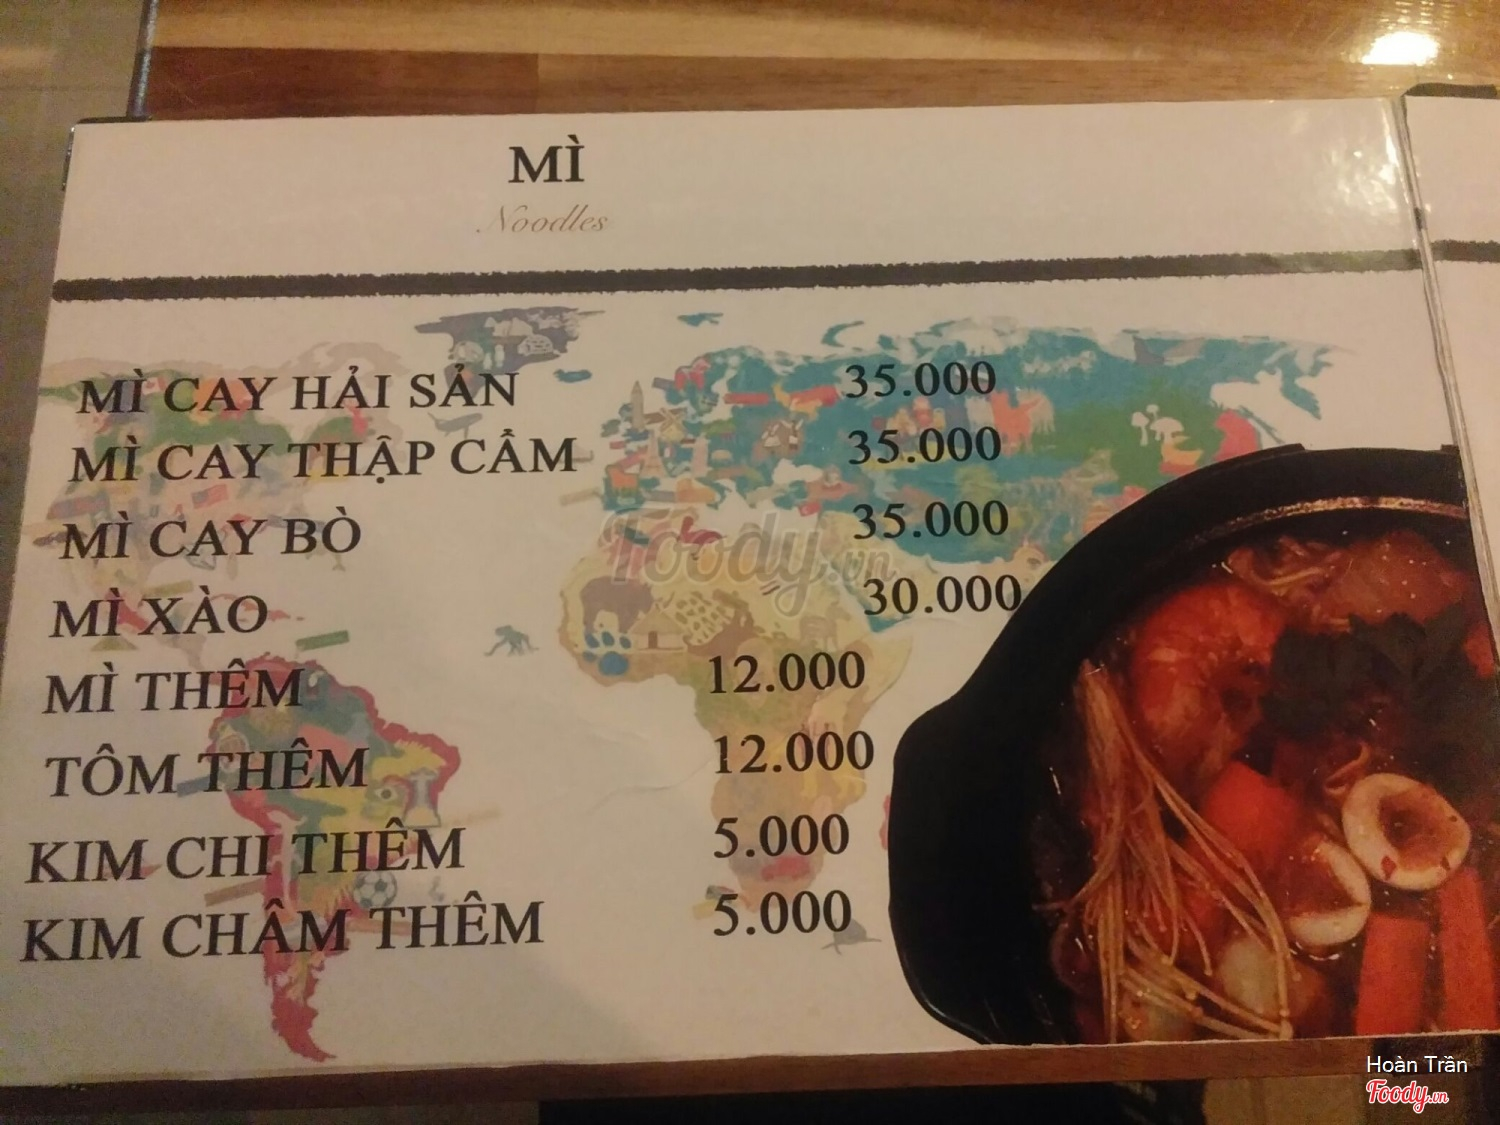 MÌ
Noodles
MÌ CAY HẢI SẢN 35.000
MÌ CAY THẬP CẨM 35.000
MÌ CAY BÒ 35.000
MÌ XÀO 30.000
MÌ THÊM 12.000
TÔM THÊM 12.000
KIM CHI THÊM 5.000
KIM CHÂM THÊM 5.000
Foody.vn
Hoàn Trần
Foody.vn